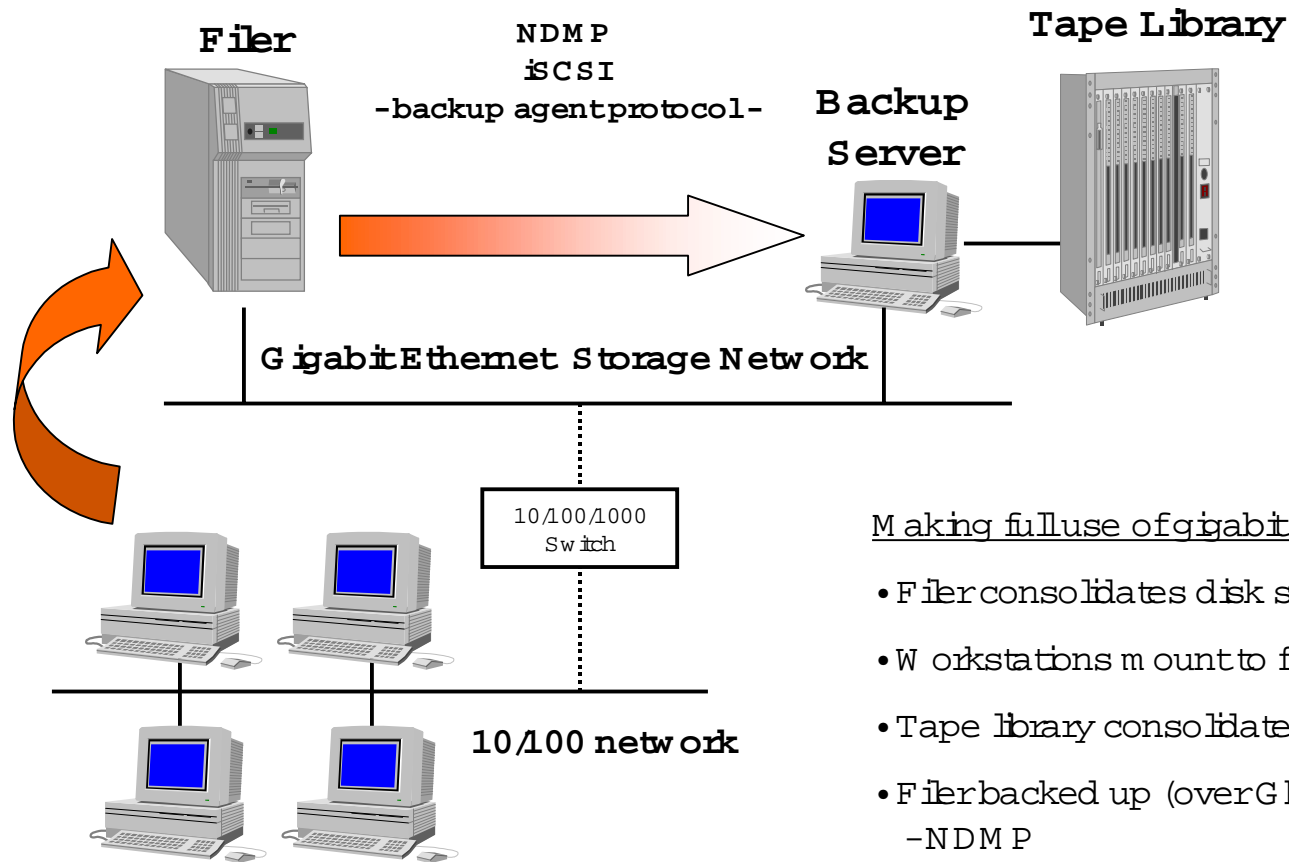 Filer
NDMP
iSCSI
-backup agent protocol-
Backup
Server
Tape Library
Gigabit Ethernet Storage Network
10/100/1000
Switch
10/100 network
Making full use of gigabit
•Filer consolidates disk s
•Workstations mount to f
•Tape library consolidate
•Filer backed up (over G
-NDMP